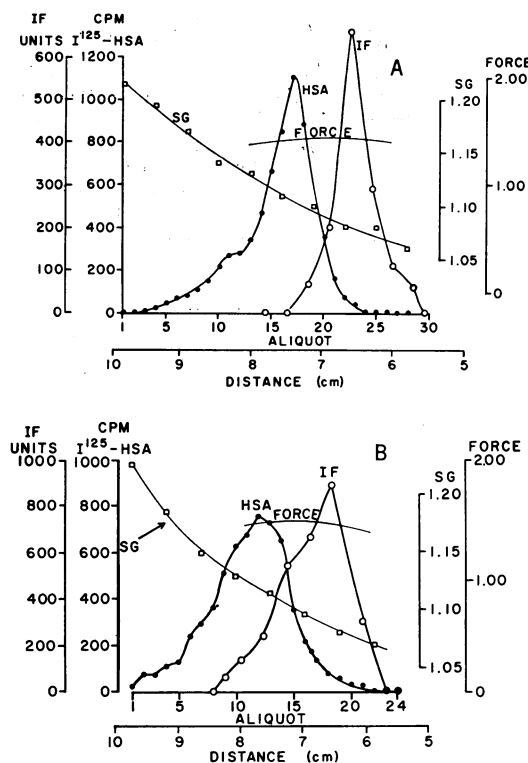 IF CPM
UNITS I¹²⁵-HSA
A
SG FORCE
600 1200 2.00
500 1000 1.20
400 800 1.15
300 600 1.00
200 400 1.10
100 200 1.05
0 0 0
SG HSA FORCE IF
1 5 10 15 20 25 30
ALIQUOT
10 9 8 7 6 5
DISTANCE (cm)
IF CPM
UNITS I¹²⁵-HSA
B
SG FORCE
1000 1000 2.00
800 800 1.20
600 600 1.15
400 400 1.00
200 200 1.10
0 0 1.05
0
SG HSA FORCE IF
1 5 10 15 20 24
ALIQUOT
10 9 8 7 6 5
DISTANCE (cm)